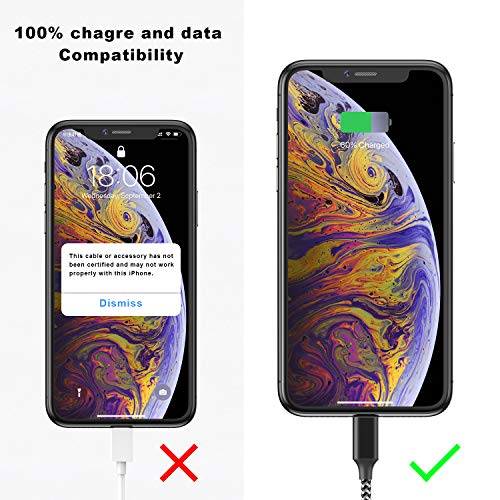 100% chagre and data
Compatibility
18:06
Wednesday, September 2
This cable or accessory has not
been certified and may not work
properly with this iPhone.
Dismiss
60% Charged